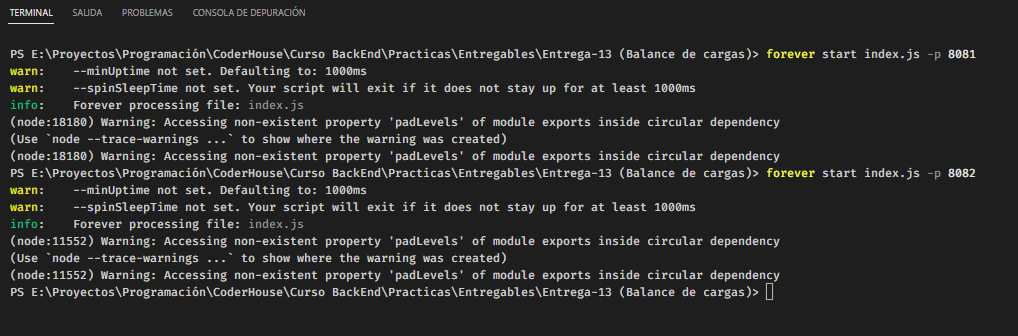 TERMINAL SALIDA PROBLEMAS CONSOLA DE DEPURACIÓN
PS E:\Proyectos\Programación\CoderHouse\Curso BackEnd\Practicas\Entregables\Entrega-13 (Balance de cargas)> forever start index.js -p 8081
warn:    --minUptime not set. Defaulting to: 1000ms
warn:    --spinSleepTime not set. Your script will exit if it does not stay up for at least 1000ms
info:    Forever processing file: index.js
(node:18180) Warning: Accessing non-existent property 'padLevels' of module exports inside circular dependency
(Use `node --trace-warnings ...` to show where the warning was created)
(node:18180) Warning: Accessing non-existent property 'padLevels' of module exports inside circular dependency
PS E:\Proyectos\Programación\CoderHouse\Curso BackEnd\Practicas\Entregables\Entrega-13 (Balance de cargas)> forever start index.js -p 8082
warn:    --minUptime not set. Defaulting to: 1000ms
warn:    --spinSleepTime not set. Your script will exit if it does not stay up for at least 1000ms
info:    Forever processing file: index.js
(node:11552) Warning: Accessing non-existent property 'padLevels' of module exports inside circular dependency
(Use `node --trace-warnings ...` to show where the warning was created)
(node:11552) Warning: Accessing non-existent property 'padLevels' of module exports inside circular dependency
PS E:\Proyectos\Programación\CoderHouse\Curso BackEnd\Practicas\Entregables\Entrega-13 (Balance de cargas)>